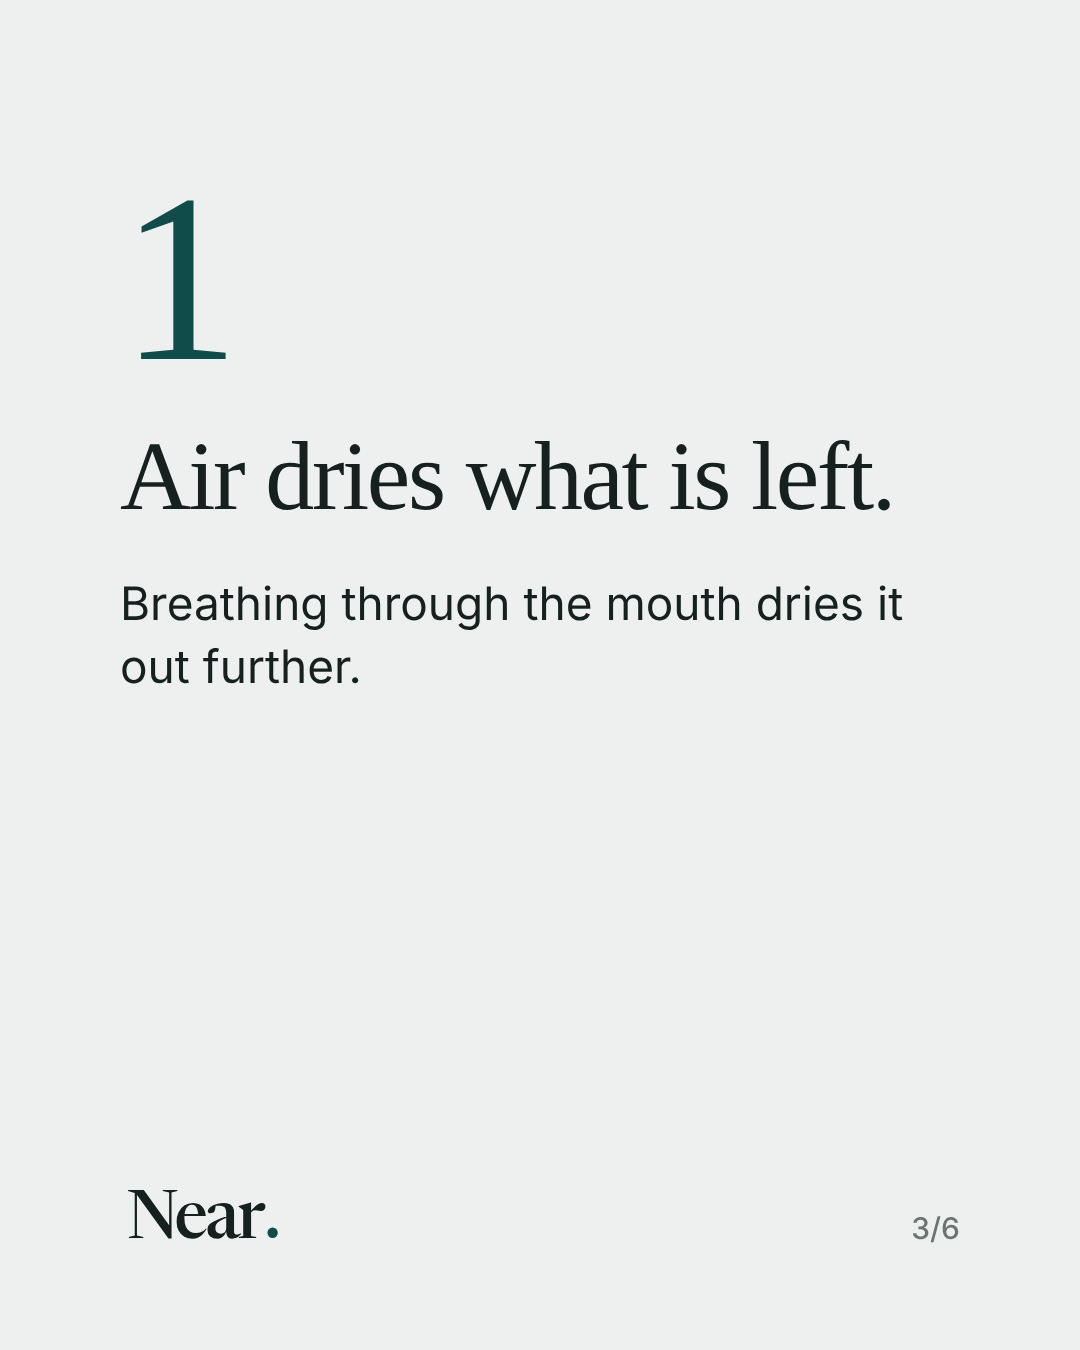 1
Air dries what is left.
Breathing through the mouth dries it
out further.
Near.
3/6